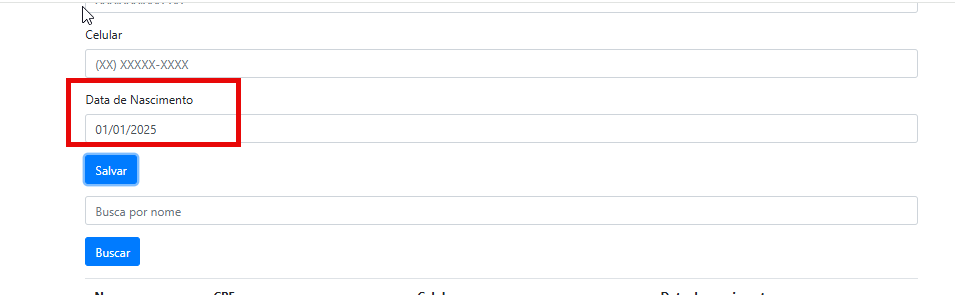 Celular
(XX) XXXXX-XXXX
Data de Nascimento
01/01/2025
Salvar
Busca por nome
Buscar